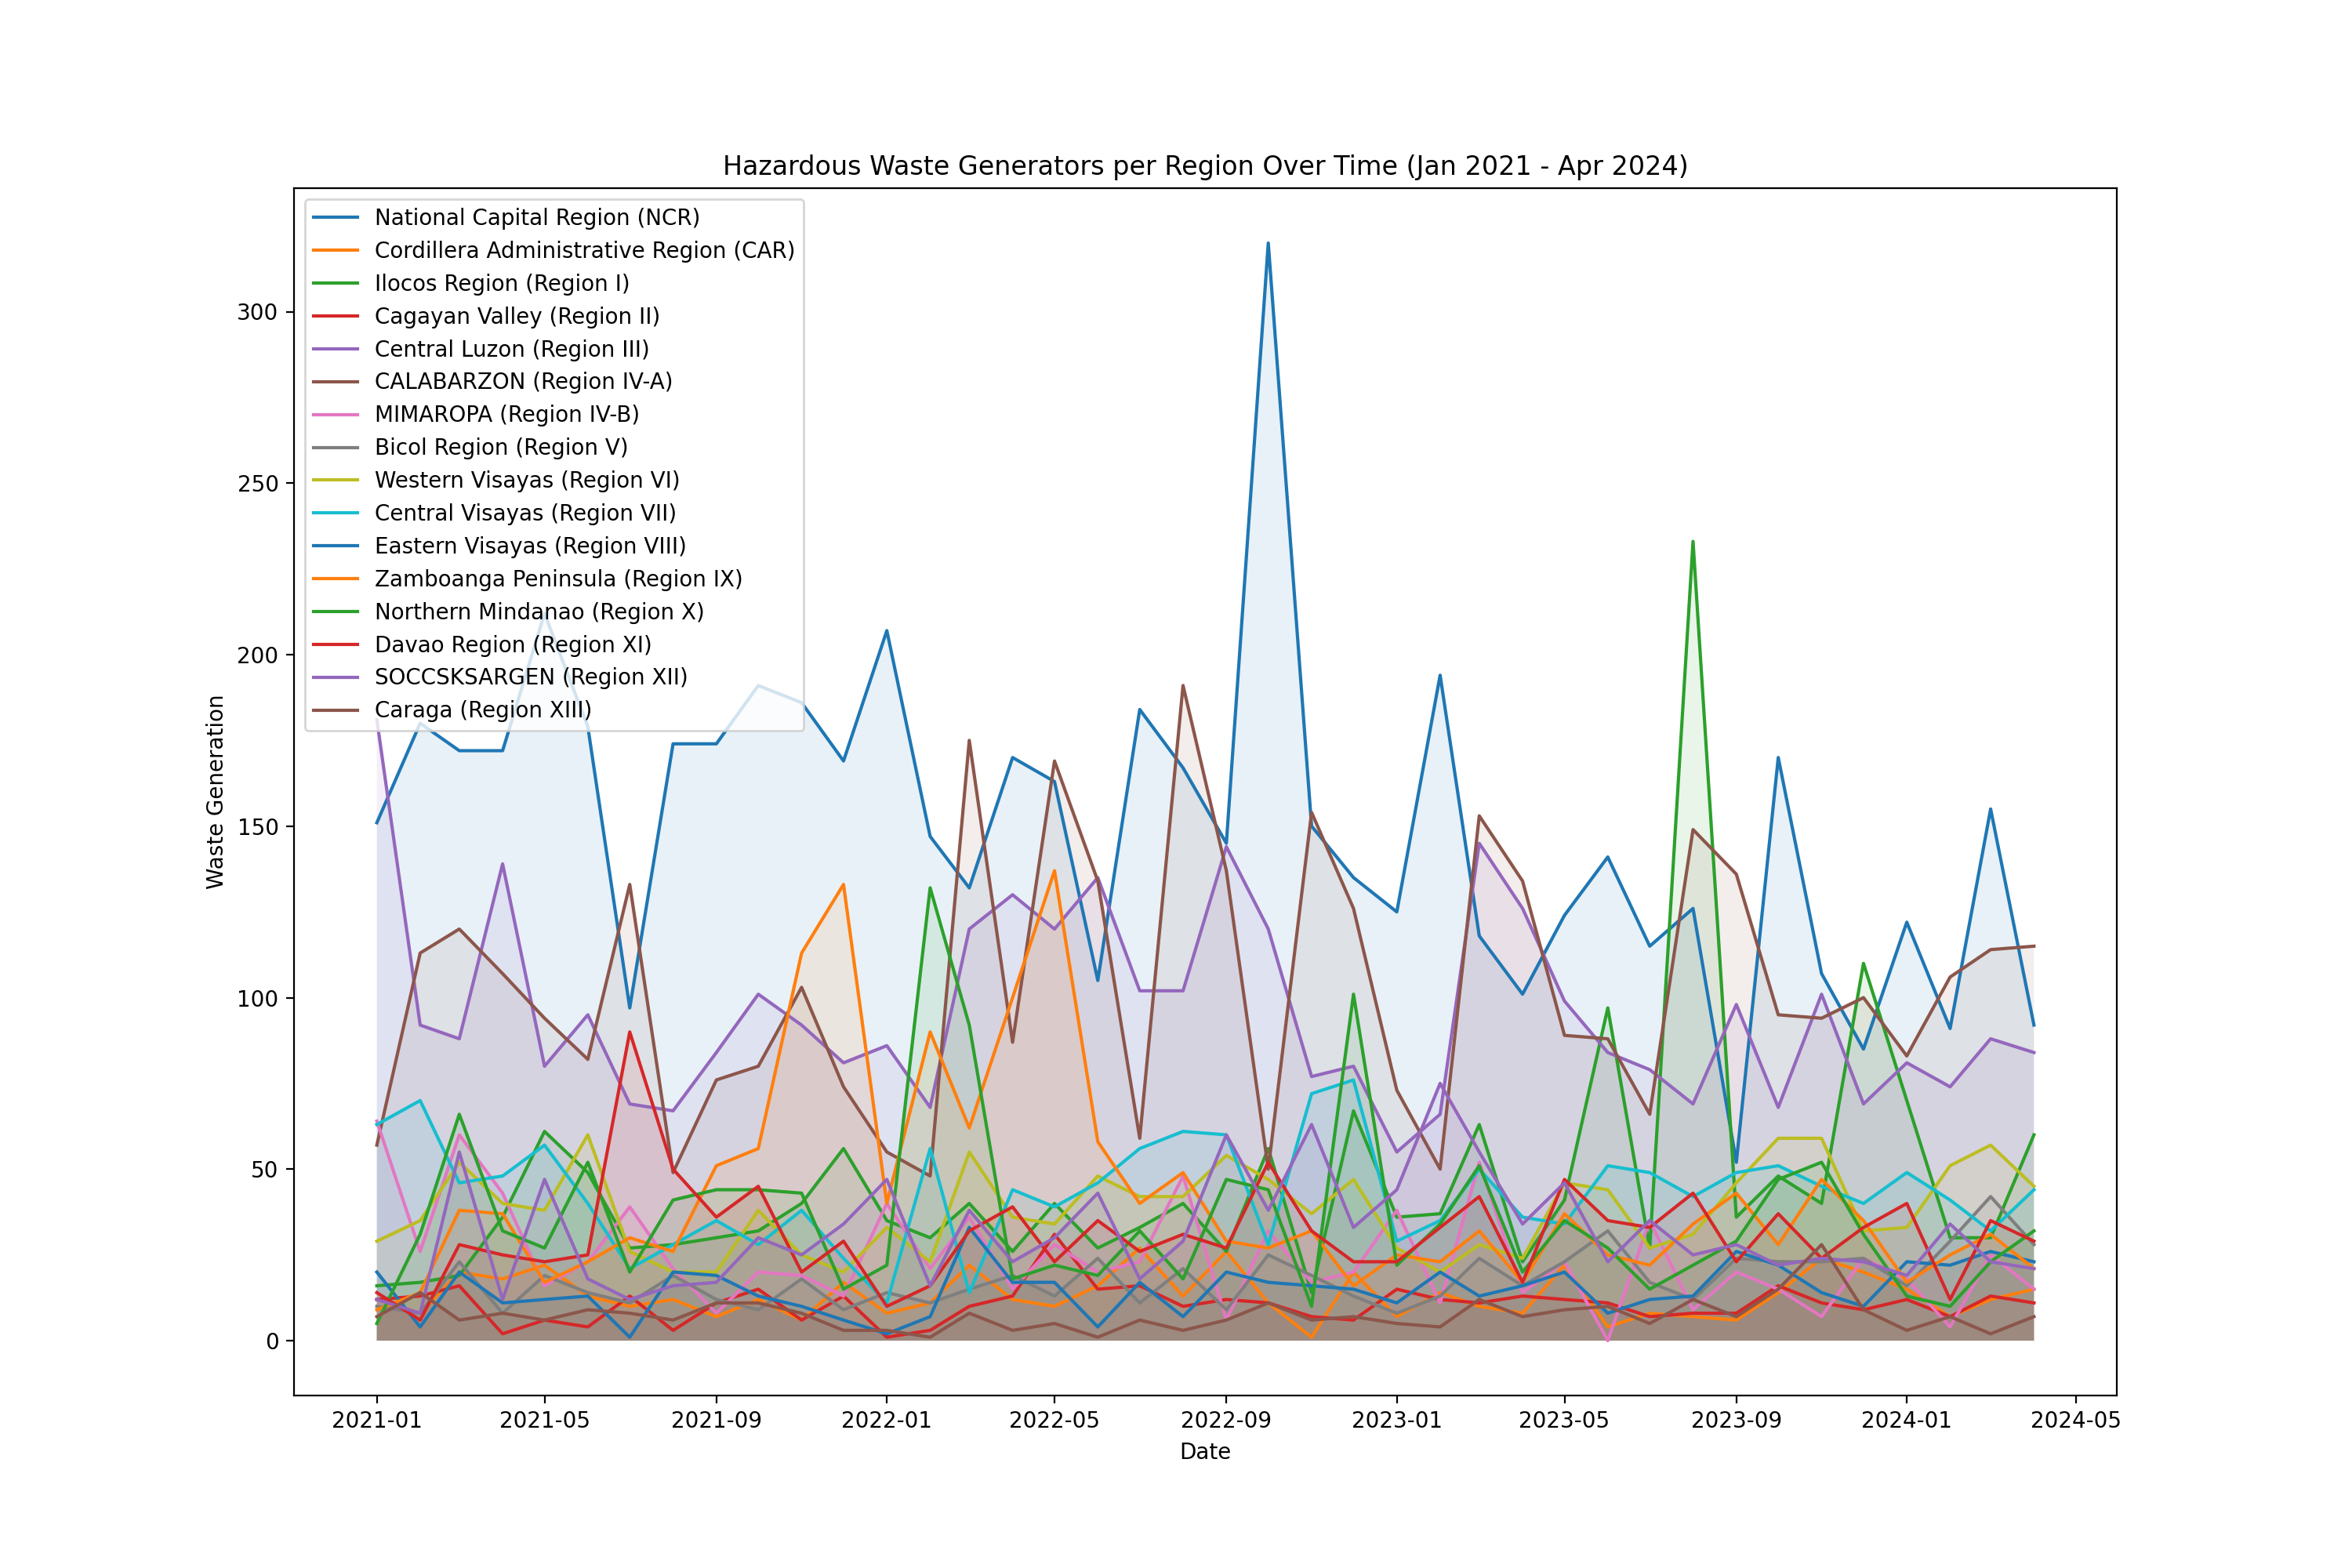 Hazardous Waste Generators per Region Over Time (Jan 2021 - Apr 2024)
National Capital Region (NCR)
Cordillera Administrative Region (CAR)
Ilocos Region (Region I)
Cagayan Valley (Region II)
Central Luzon (Region III)
CALABARZON (Region IV-A)
MIMAROPA (Region IV-B)
Bicol Region (Region V)
Western Visayas (Region VI)
Central Visayas (Region VII)
Eastern Visayas (Region VIII)
Zamboanga Peninsula (Region IX)
Northern Mindanao (Region X)
Davao Region (Region XI)
SOCCSKSARGEN (Region XII)
Caraga (Region XIII)
300
250
200
150
100
50
0
Waste Generation
2021-01 2021-05 2021-09 2022-01 2022-05 2022-09 2023-01 2023-05 2023-09 2024-01 2024-05
Date